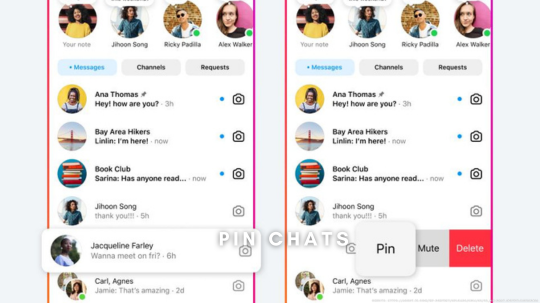 Your note
Jihoon Song
Ricky Padilla
Alex Walker
• Messages
Channels
Requests
Ana Thomas
Hey! how are you? · 3h
Bay Area Hikers
Linlin: I'm here! · now
Book Club
Sarina: Has anyone read... · now
Jihoon Song
thank you!!! · 5h
Jacqueline Farley
Wanna meet on fri!? · 6h
Carl, Agnes
Jamie: That's amazing · 2d
PIN CHATS
Your note
Jihoon Song
Ricky Padilla
Alex Walke
• Messages
Channels
Requests
Ana Thomas
Hey! how are you? · 3h
Bay Area Hikers
Linlin: I'm here! · now
Book Club
Sarina: Has anyone read... · now
Jihoon Song
thank you!!! · 5h
Pin
Mute
Delete
Carl, Agnes
Jamie: That's amazing · 2d